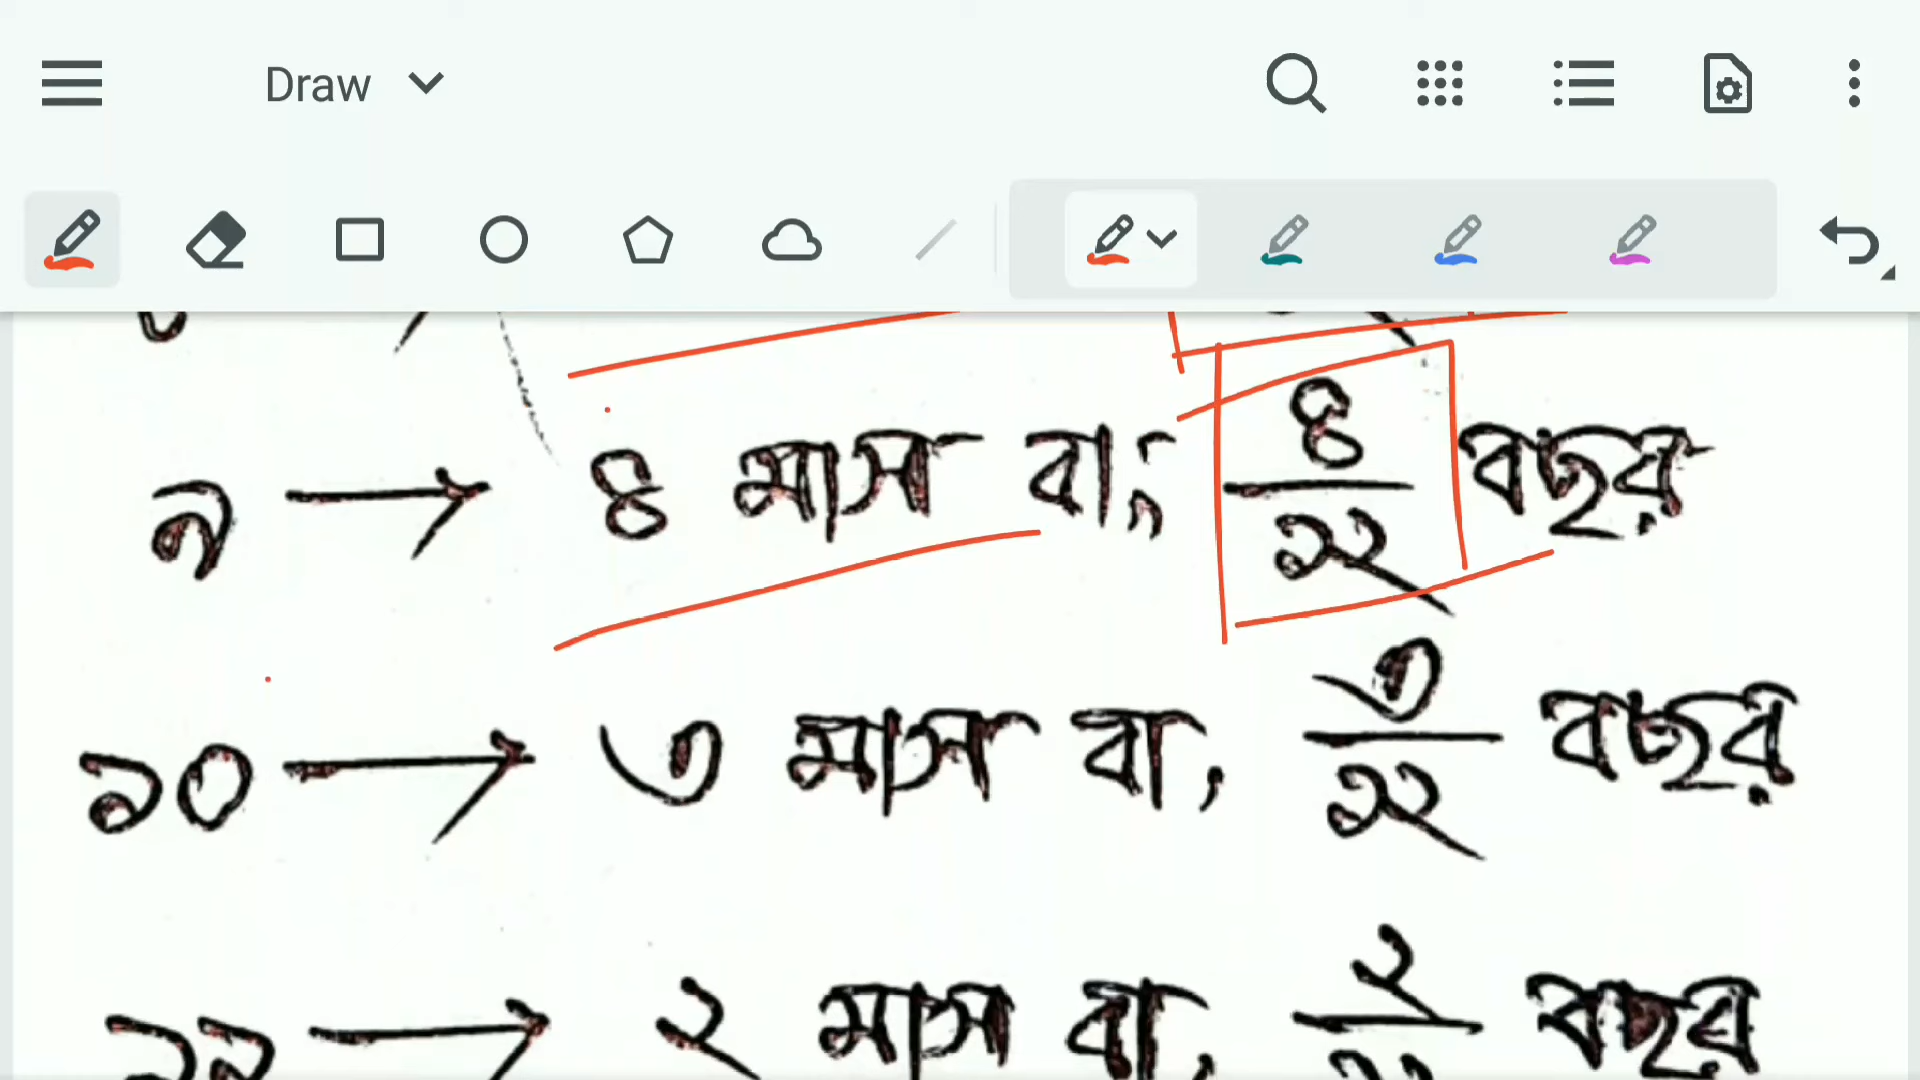 Draw
৯ → ৪ মাস বা, ৪/১২ বছর
১০ → ৩ মাস বা, ৩/১২ বছর
১১ → ২ মাস বা, ২/১২ বছর